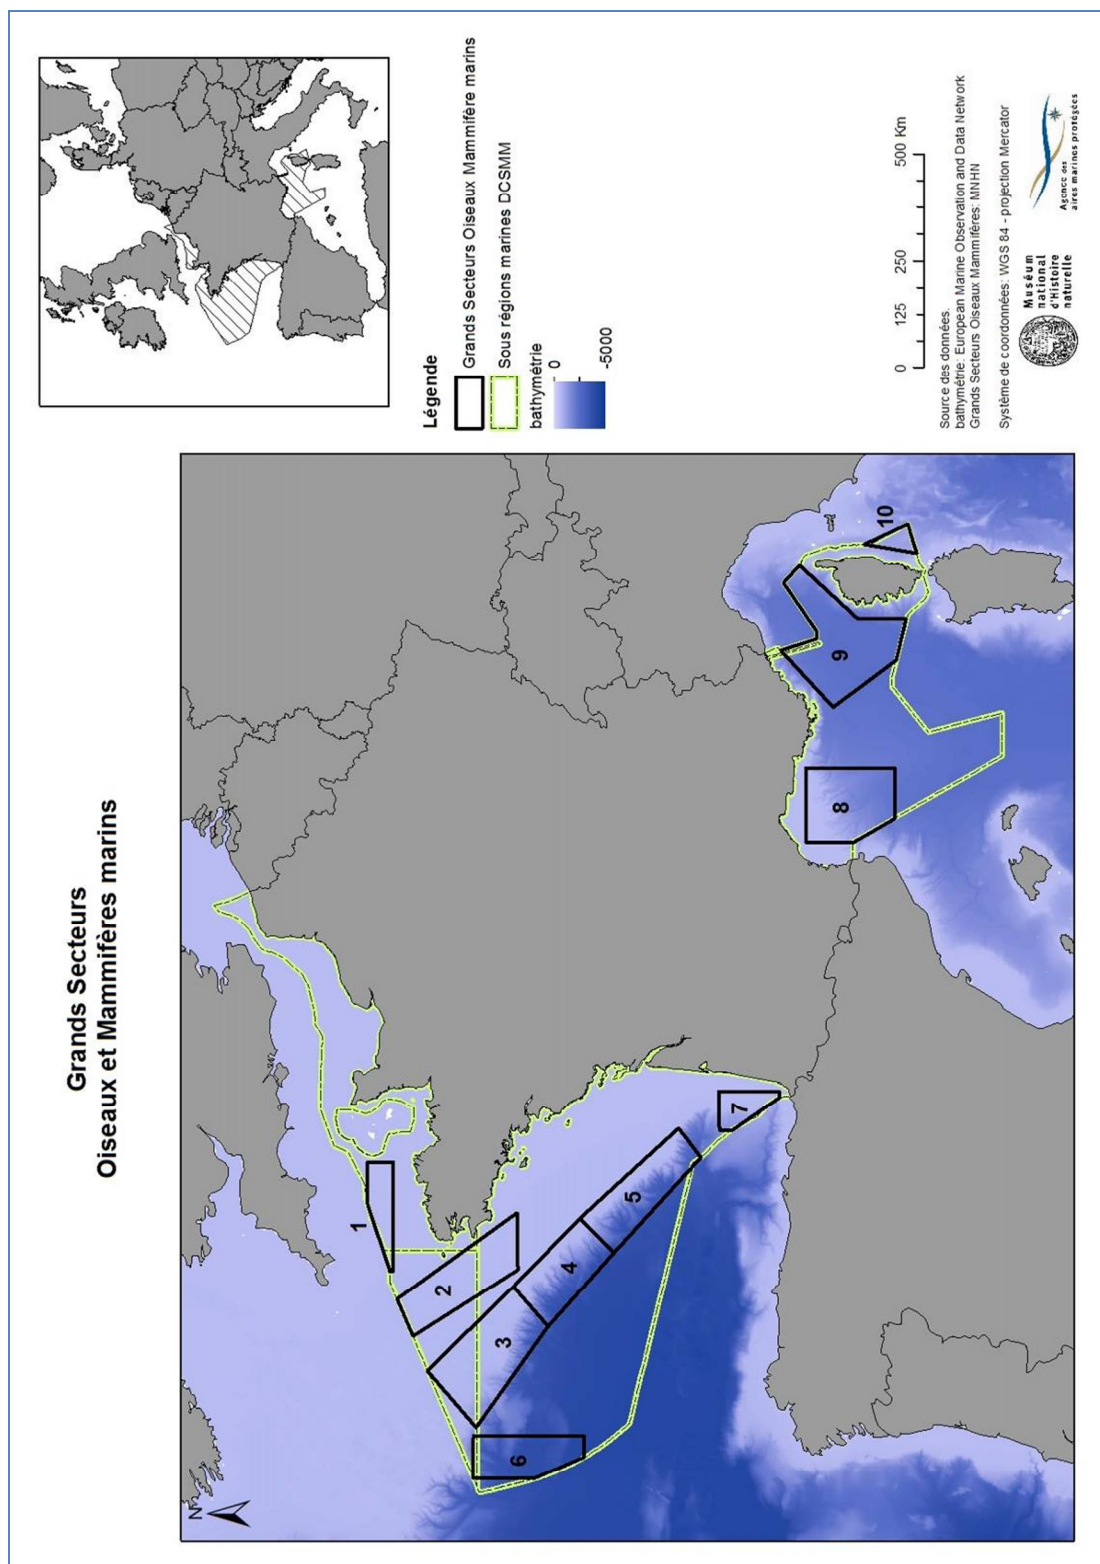 Grands Secteurs
Oiseaux et Mammifères marins
N
1
2
3
4
5
6
7
8
9
10
Légende
Grands Secteurs Oiseaux Mammifère marins
Sous régions marines DCSMM
bathymétrie
0
-5000
0 125 250 500 Km
Source des données.
bathymétrie: European Marine Observation and Data Network
Grands Secteurs Oiseaux Mammifères: MNHN
Système de coordonnées: WGS 84 - projection Mercator
Muséum
national
d'Histoire
naturelle
Agence des
aires marines protégées